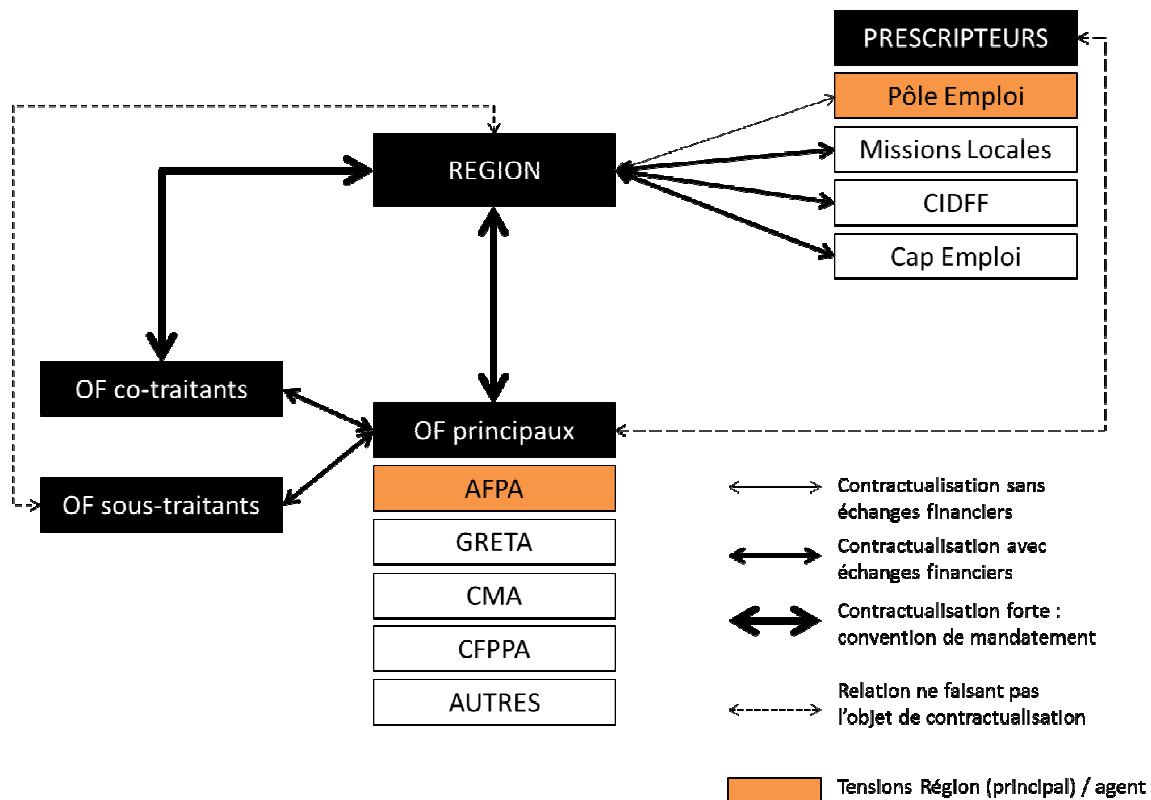 PRESCRIPTEURS
Pôle Emploi
Missions Locales
CIDFF
Cap Emploi
REGION
OF co-traitants
OF sous-traitants
OF principaux
AFPA
GRETA
CMA
CFPPA
AUTRES
Contractualisation sans
échanges financiers
Contractualisation avec
échanges financiers
Contractualisation forte :
convention de mandatement
Relation ne faisant pas
l'objet de contractualisation
Tensions Région (principal) / agent